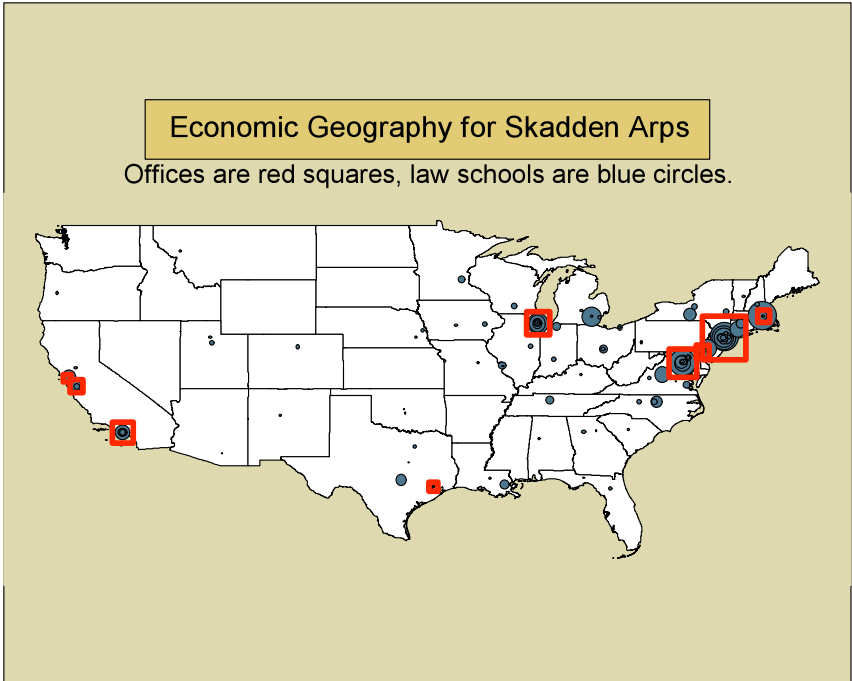 Economic Geography for Skadden Arps
Offices are red squares, law schools are blue circles.